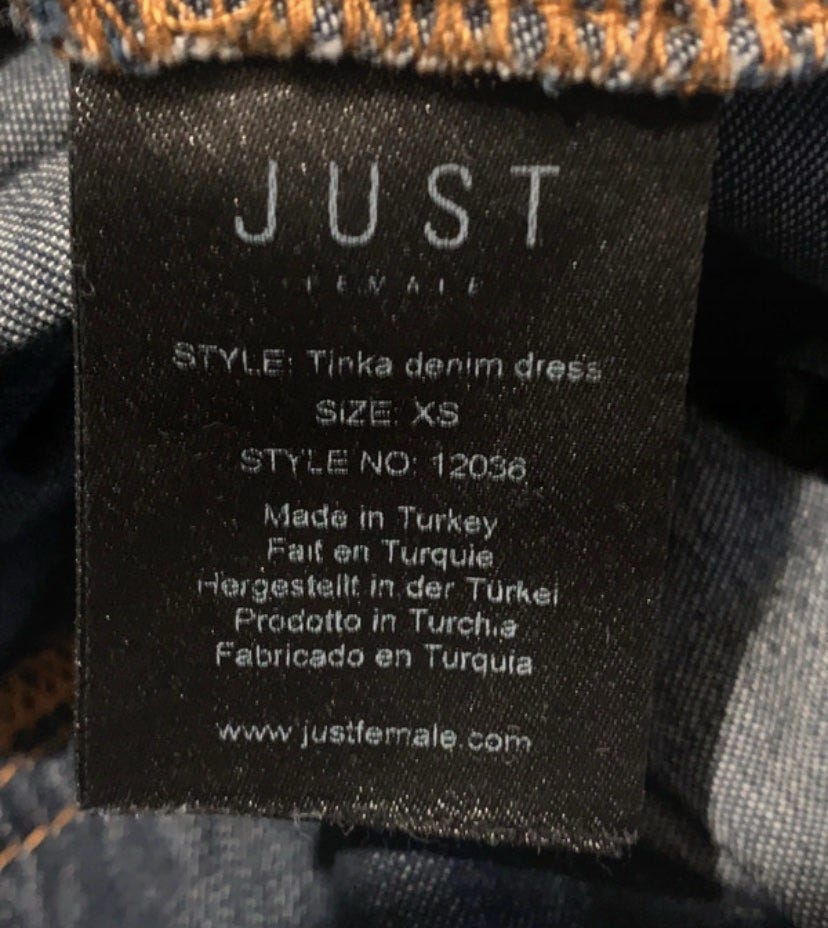 JUST
FEMALE
STYLE: Tinka denim dress
SIZE: XS
STYLE NO: 12036
Made in Turkey
Fait en Turquie
Hergestellt in der Türkei
Prodotto in Turchia
Fabricado en Turquia
www.justfemale.com